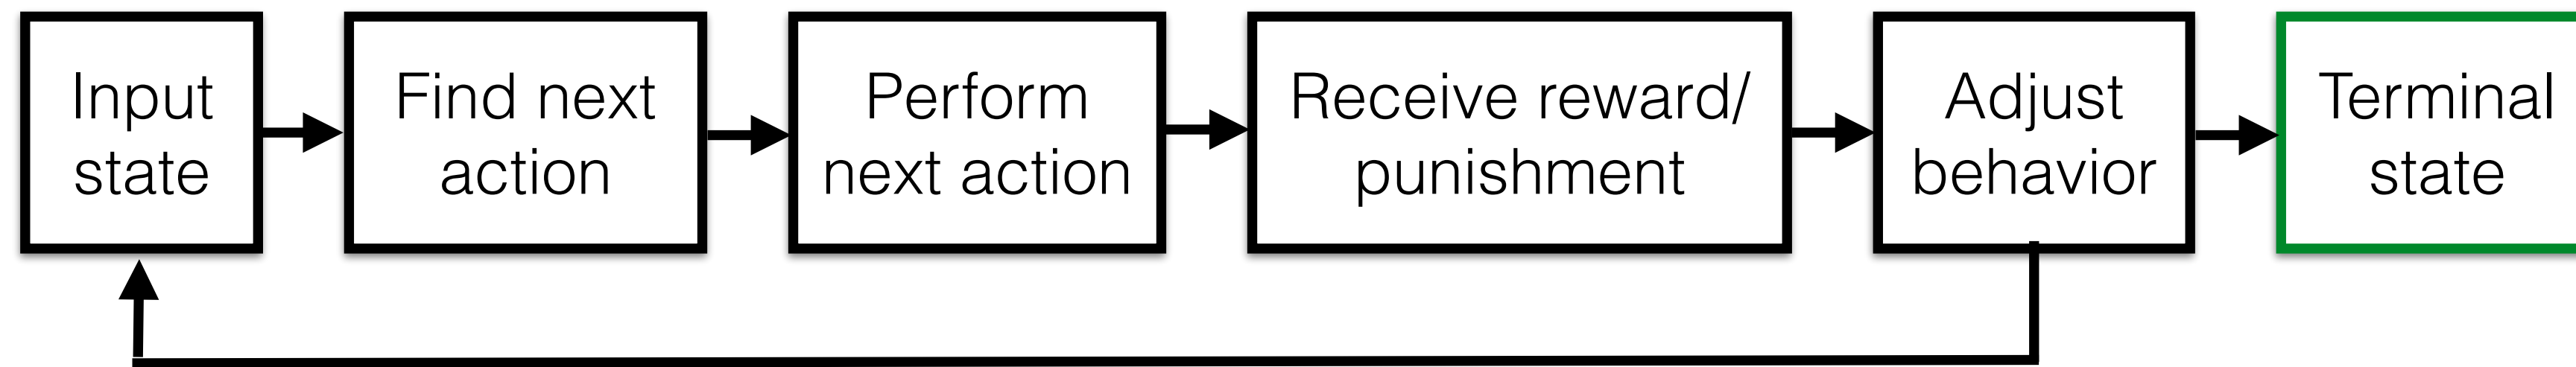 Input
state
Find next
action
Perform
next action
Receive reward/
punishment
Adjust
behavior
Terminal
state